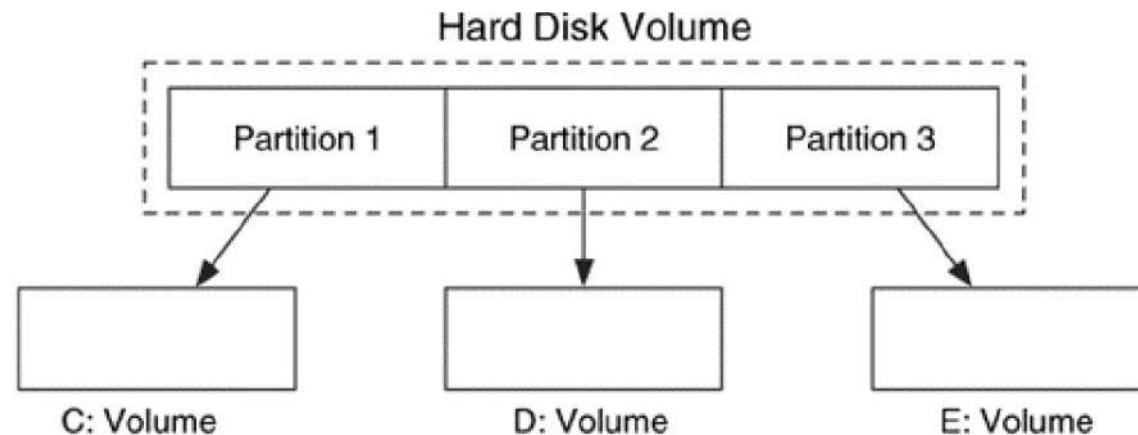 Hard Disk Volume
Partition 1 Partition 2 Partition 3
C: Volume D: Volume E: Volume